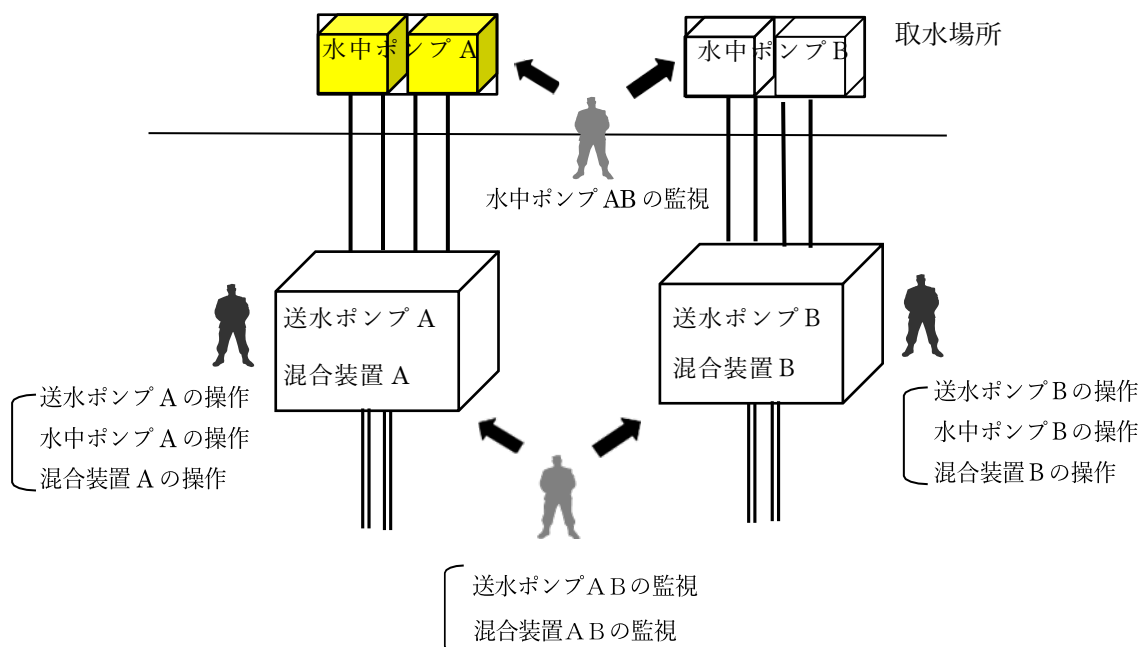 水中ポンプ A
水中ポンプ B
取水場所
水中ポンプ AB の監視
送水ポンプ A
混合装置 A
送水ポンプ B
混合装置 B
送水ポンプ A の操作
水中ポンプ A の操作
混合装置 A の操作
送水ポンプ B の操作
水中ポンプ B の操作
混合装置 B の操作
送水ポンプＡＢの監視
混合装置ＡＢの監視